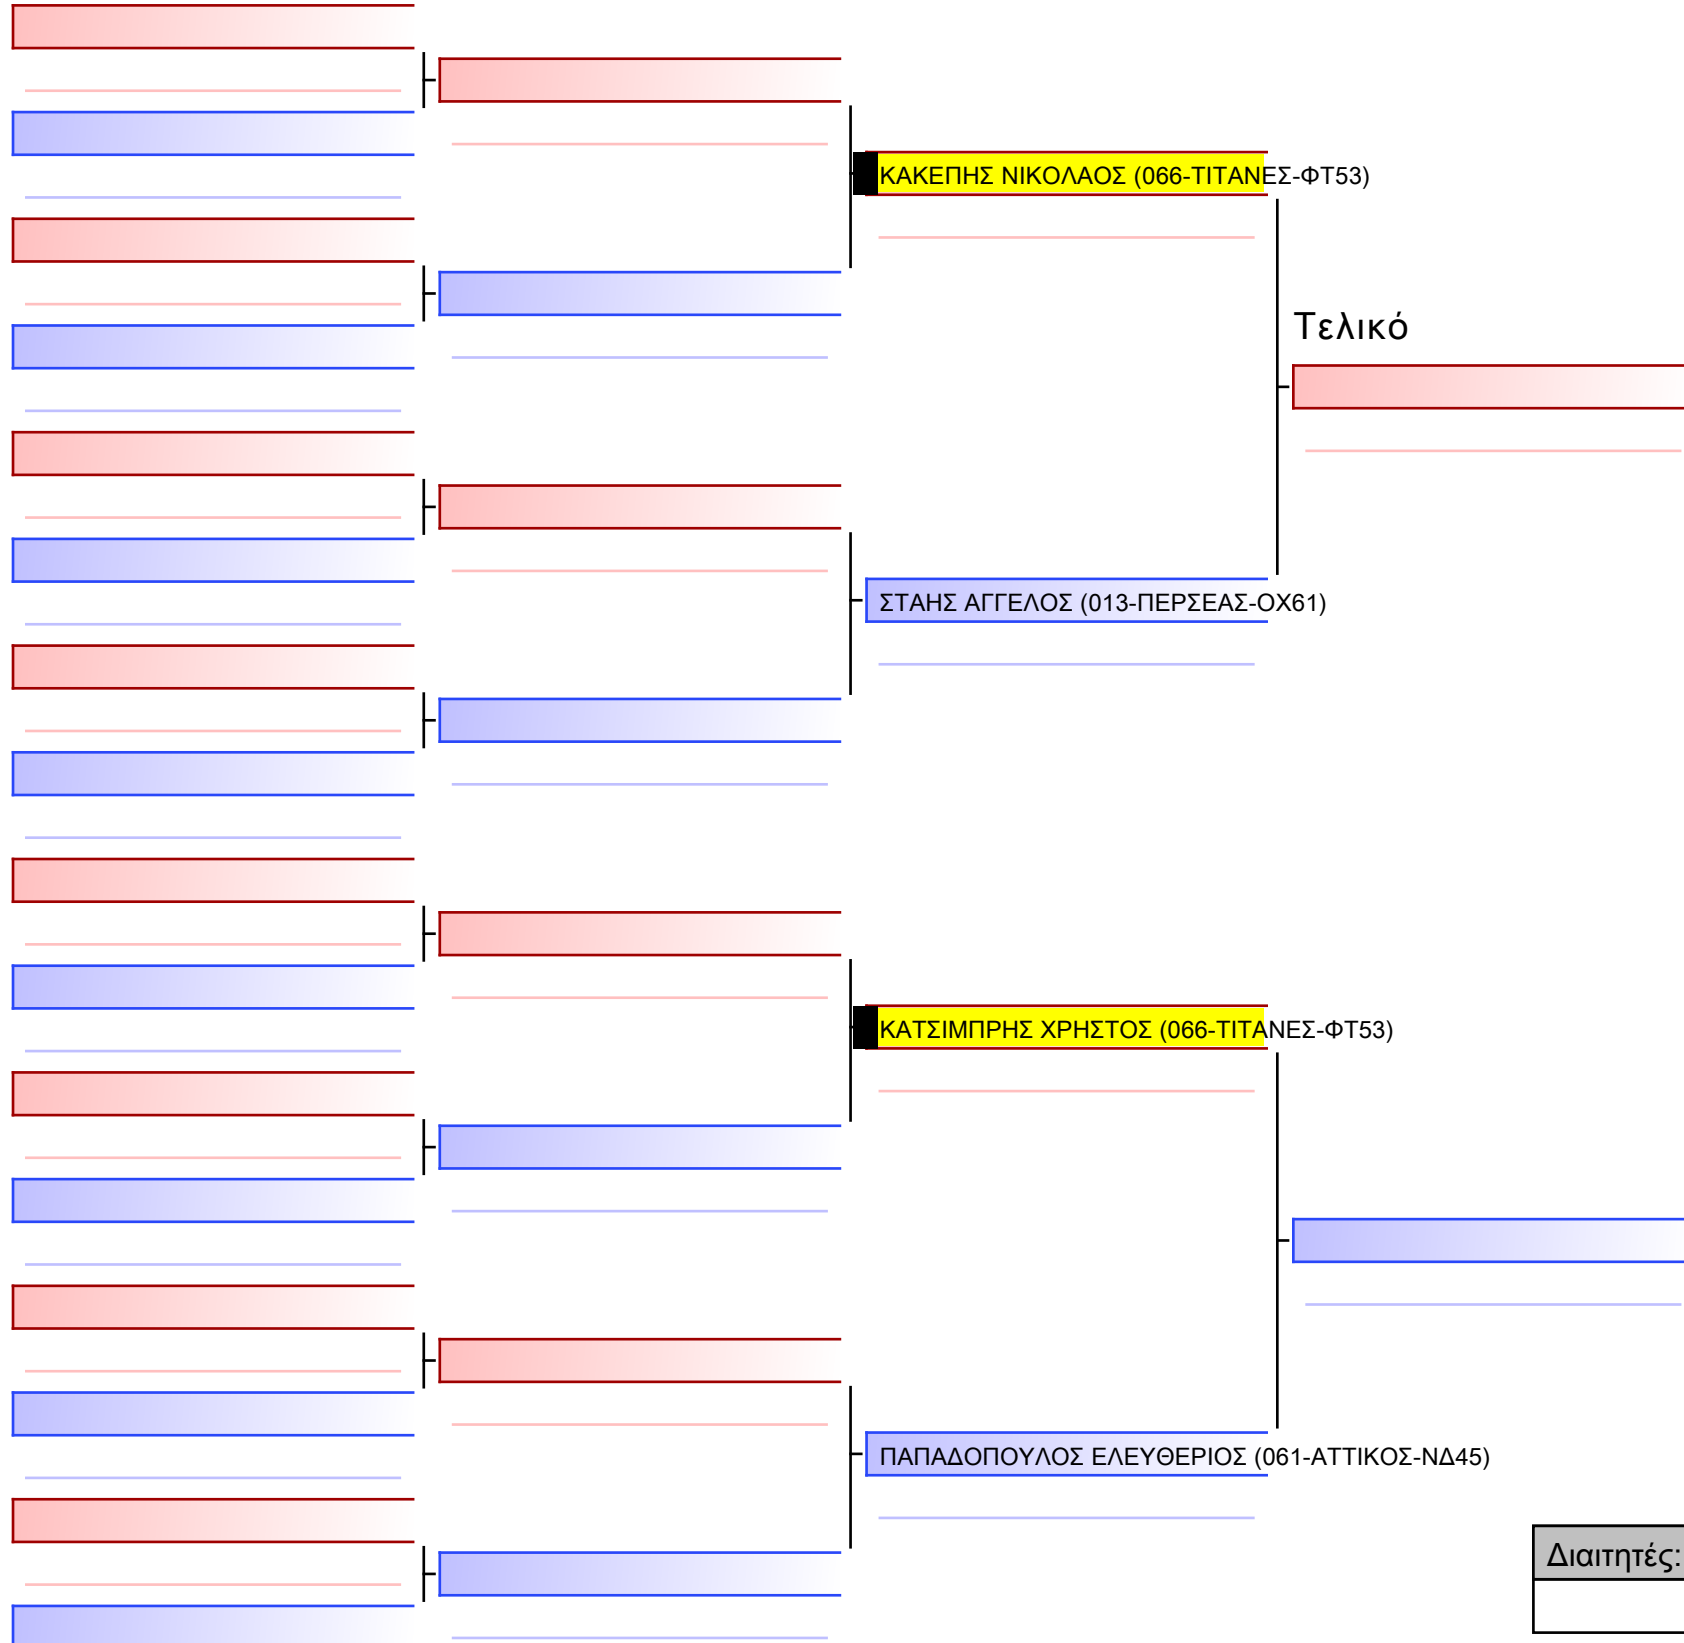 ΚΑΚΕΠΗΣ ΝΙΚΟΛΑΟΣ (066-ΤΙΤΑΝΕΣ-ΦΤ53)
Τελικό
ΣΤΑΗΣ ΑΓΓΕΛΟΣ (013-ΠΕΡΣΕΑΣ-ΟΧ61)
ΚΑΤΣΙΜΠΡΗΣ ΧΡΗΣΤΟΣ (066-ΤΙΤΑΝΕΣ-ΦΤ53)
ΠΑΠΑΔΟΠΟΥΛΟΣ ΕΛΕΥΘΕΡΙΟΣ (061-ΑΤΤΙΚΟΣ-ΝΔ45)
Διαιτητές: